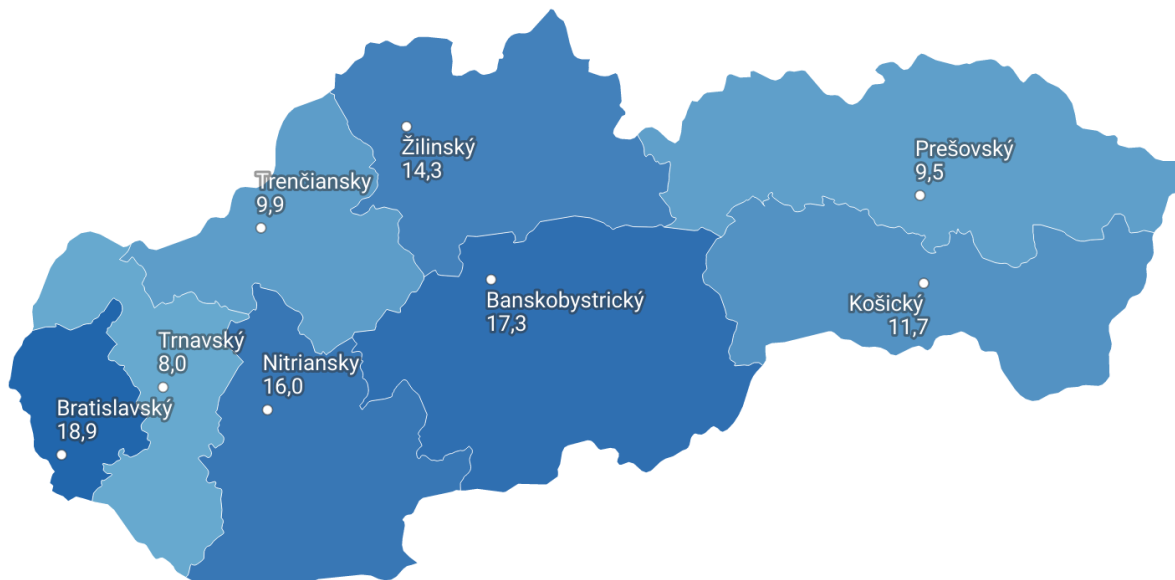 Žilinský
14,3
Prešovský
9,5
Trenčiansky
9,9
Banskobystrický
17,3
Košický
11,7
Trnavský
8,0
Nitriansky
16,0
Bratislavský
18,9